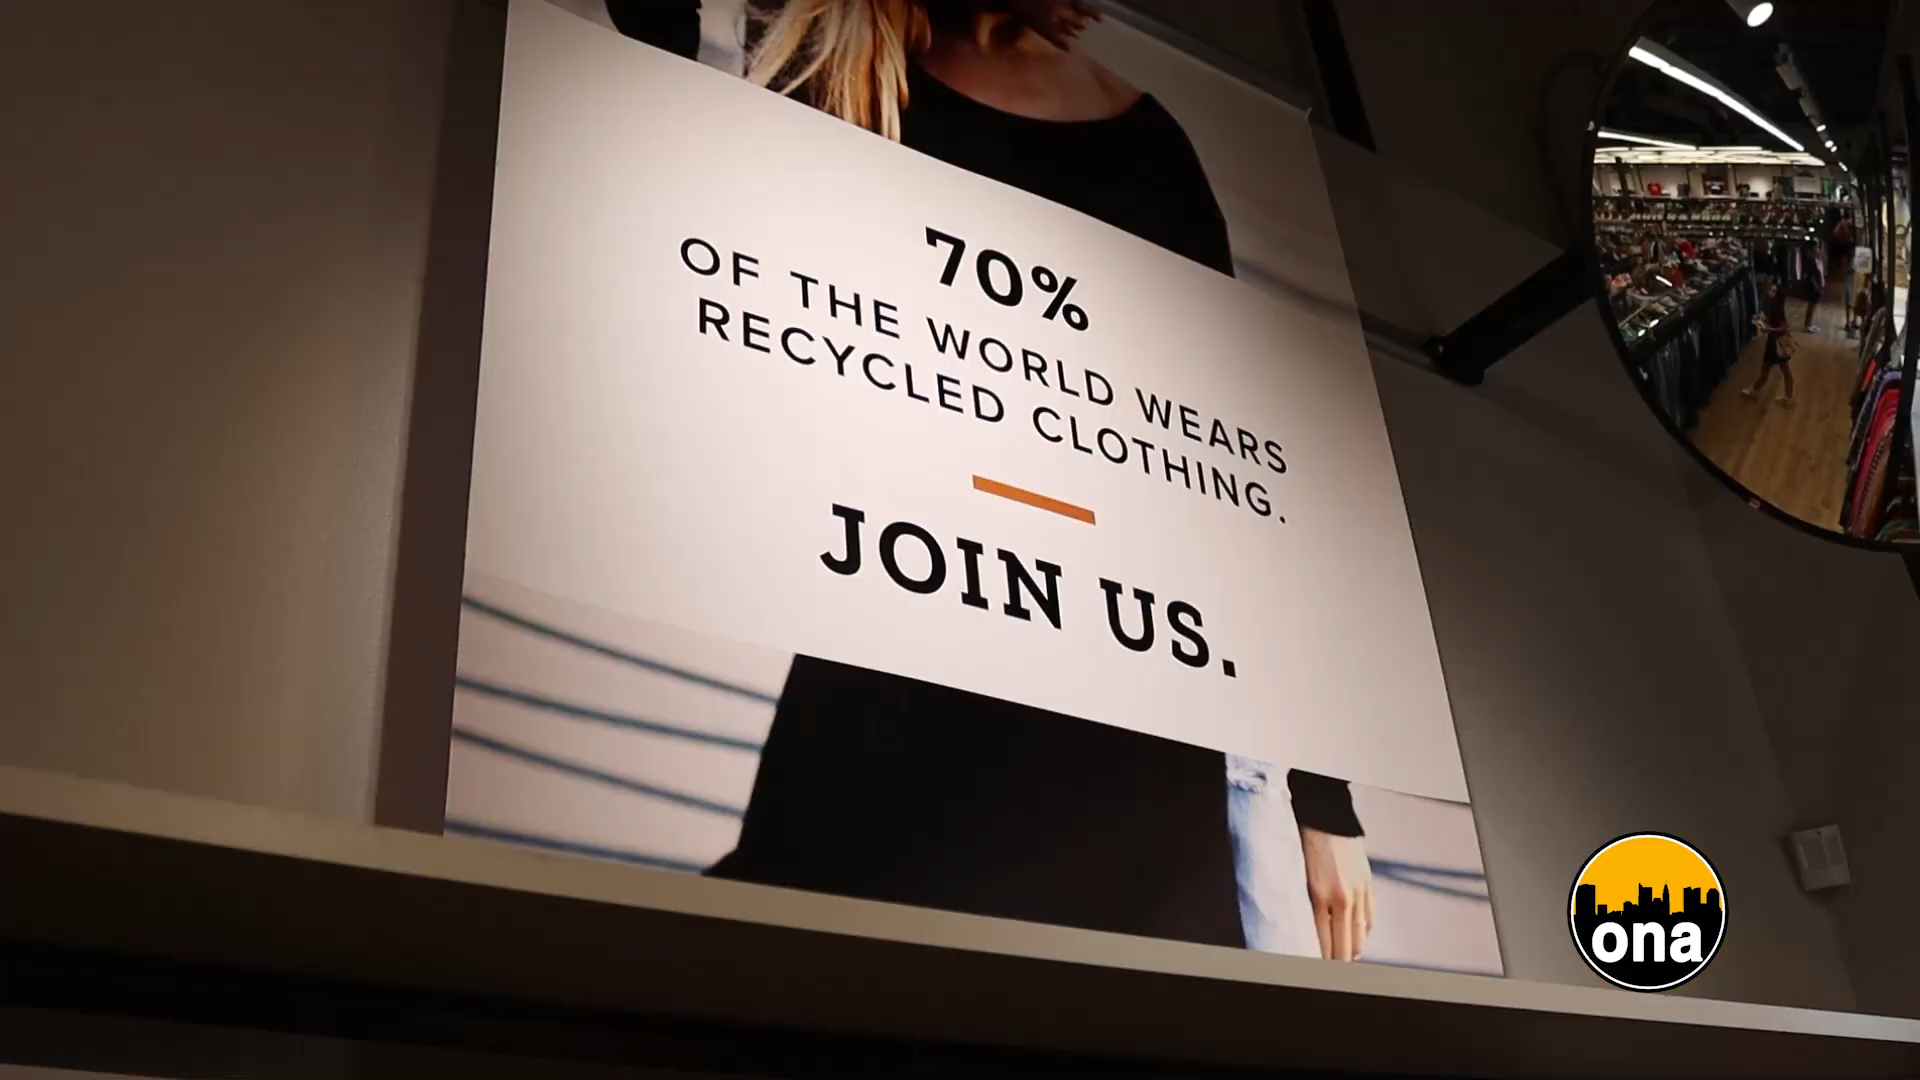 70%
OF THE WORLD WEARS
RECYCLED CLOTHING.
JOIN US.
ona